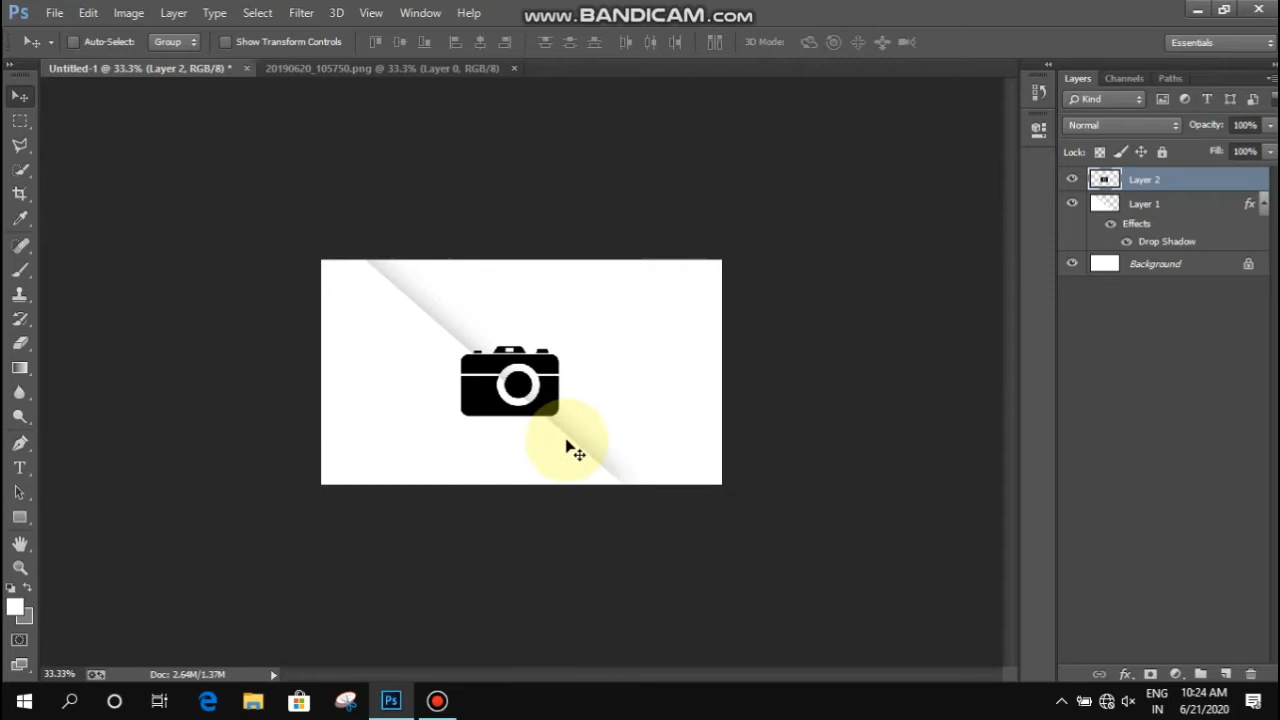 Ps File Edit Image Layer Type Select Filter 3D View Window Help www.BANDICAM.com
Auto-Select: Group Show Transform Controls 3D Mode: Essentials
Untitled-1 @ 33.3% (Layer 2, RGB/8) * × 20190620_105750.png @ 33.3% (Layer 0, RGB/8) ×
Layers Channels Paths
Kind
Normal Opacity: 100%
Lock: Fill: 100%
Layer 2
Layer 1 fx
Effects
Drop Shadow
Background
33.33% Doc: 2.64M/1.37M
Ps ENG 10:24 AM
IN 6/21/2020